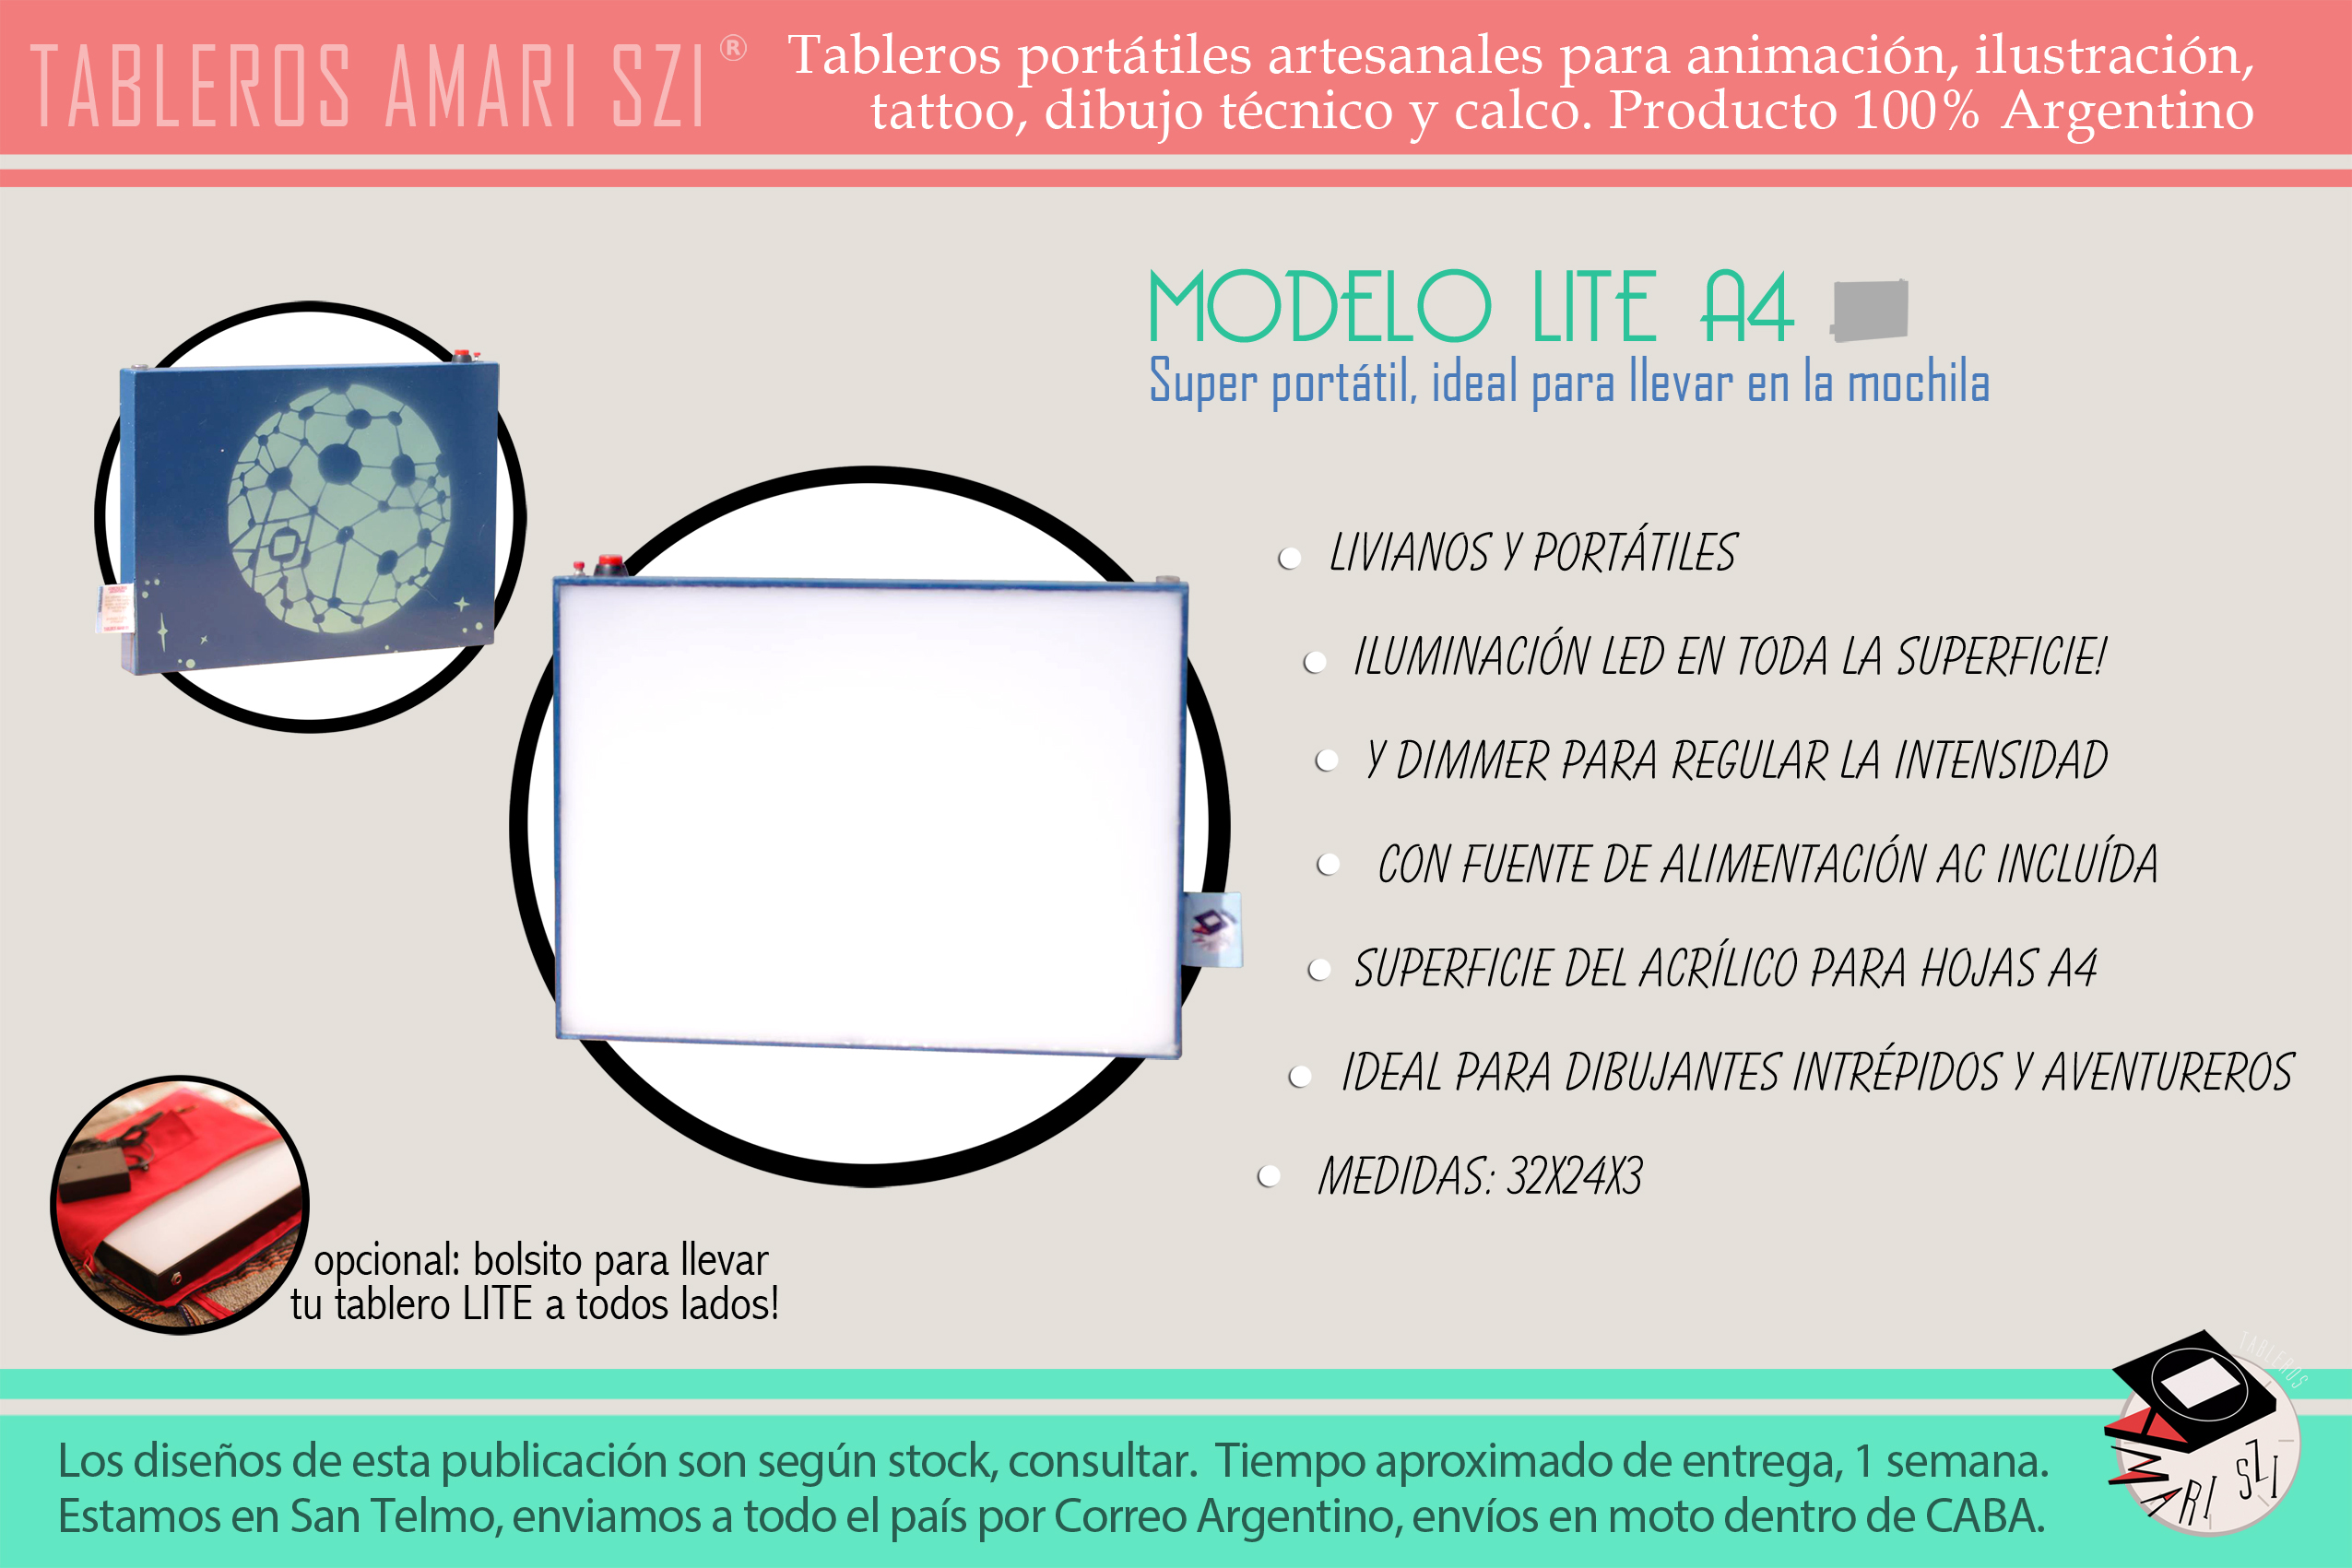 TABLEROS AMARI SZI®
Tableros portátiles artesanales para animación, ilustración,
tattoo, dibujo técnico y calco. Producto 100% Argentino
MODELO LITE A4
Super portátil, ideal para llevar en la mochila
LIVIANOS Y PORTÁTILES
ILUMINACIÓN LED EN TODA LA SUPERFICIE!
Y DIMMER PARA REGULAR LA INTENSIDAD
CON FUENTE DE ALIMENTACIÓN AC INCLUÍDA
SUPERFICIE DEL ACRÍLICO PARA HOJAS A4
IDEAL PARA DIBUJANTES INTRÉPIDOS Y AVENTUREROS
MEDIDAS: 32X24X3
opcional: bolsito para llevar
tu tablero LITE a todos lados!
TABLEROS
AMARI SZI
Los diseños de esta publicación son según stock, consultar. Tiempo aproximado de entrega, 1 semana.
Estamos en San Telmo, enviamos a todo el país por Correo Argentino, envíos en moto dentro de CABA.